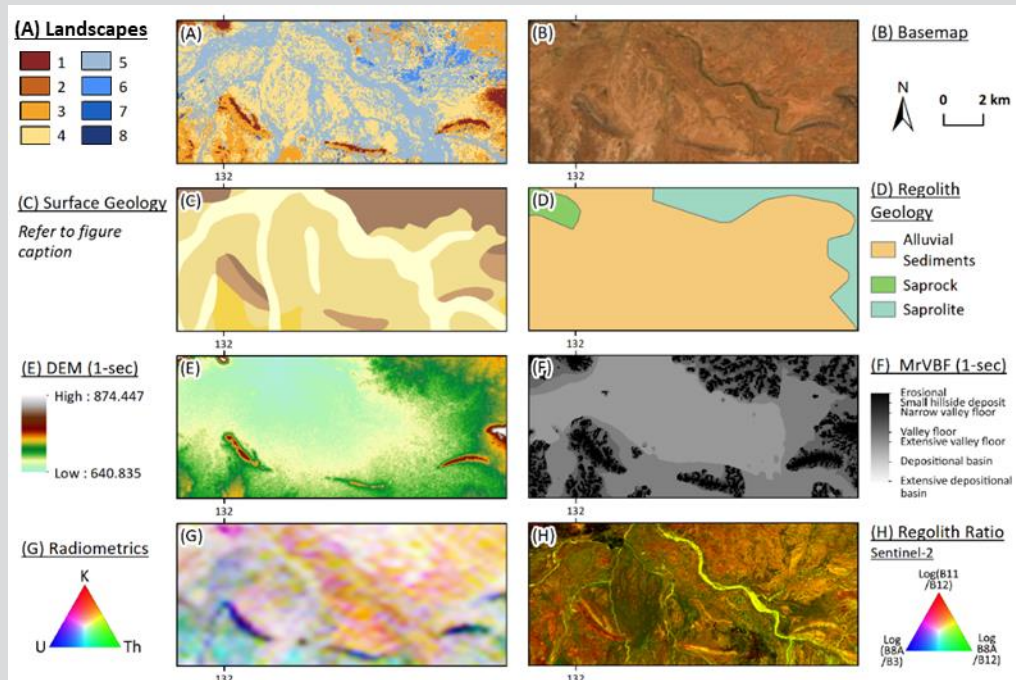 (A) Landscapes
1
5
2
6
3
7
4
8
(A)
132
(B)
132
(B) Basemap
N
0 2 km
(C) Surface Geology
Refer to figure
caption
(C)
132
(D)
132
(D) Regolith
Geology
Alluvial
Sediments
Saprock
Saprolite
(E) DEM (1-sec)
High : 874.447
Low : 640.835
(E)
132
(F)
132
(F) MrVBF (1-sec)
Erosional
Small hillside deposit
Narrow valley floor
Valley floor
Extensive valley floor
Depositional basin
Extensive depositional
basin
(G) Radiometrics
K
U Th
(G)
132
(H)
132
(H) Regolith Ratio
Sentinel-2
Log(B11
/B12)
Log
(B8A
/B3)
Log
B8A
/B12)